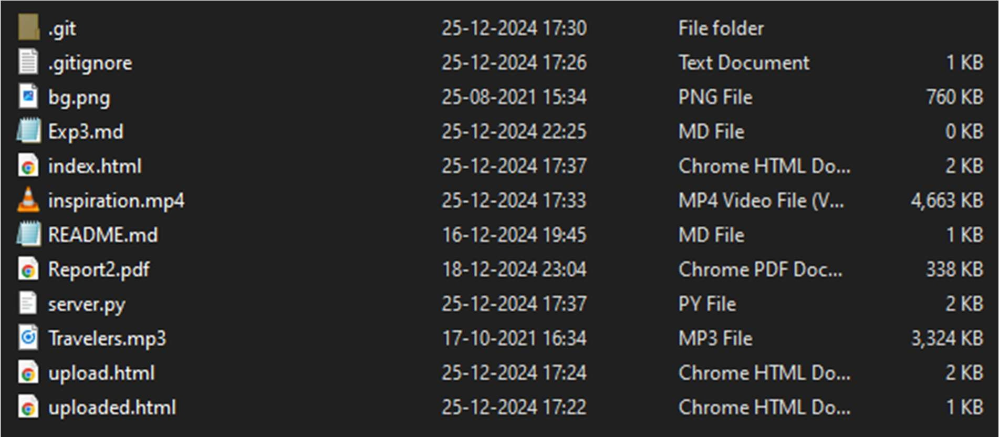 .git 25-12-2024 17:30 File folder
.gitignore 25-12-2024 17:26 Text Document 1 KB
bg.png 25-08-2021 15:34 PNG File 760 KB
Exp3.md 25-12-2024 22:25 MD File 0 KB
index.html 25-12-2024 17:37 Chrome HTML Do... 2 KB
inspiration.mp4 25-12-2024 17:33 MP4 Video File (V... 4,663 KB
README.md 16-12-2024 19:45 MD File 1 KB
Report2.pdf 18-12-2024 23:04 Chrome PDF Doc... 338 KB
server.py 25-12-2024 17:37 PY File 2 KB
Travelers.mp3 17-10-2021 16:34 MP3 File 3,324 KB
upload.html 25-12-2024 17:24 Chrome HTML Do... 2 KB
uploaded.html 25-12-2024 17:22 Chrome HTML Do... 1 KB